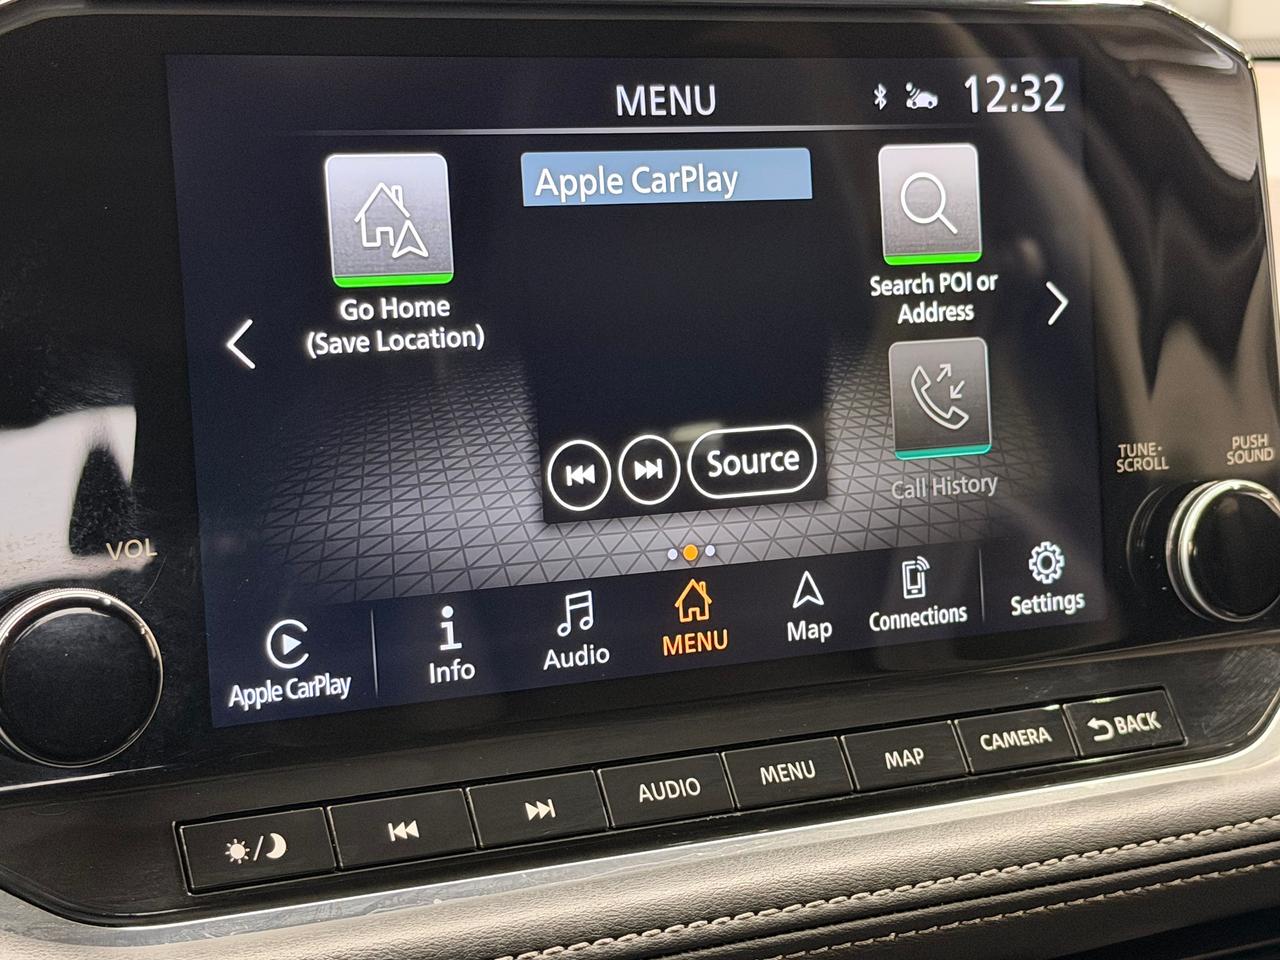 MENU
12:32
Apple CarPlay
Go Home
(Save Location)
Search POI or
Address
Call History
Source
TUNE·
SCROLL
PUSH
SOUND
VOL
Apple CarPlay
Info
Audio
MENU
Map
Connections
Settings
AUDIO
MENU
MAP
CAMERA
BACK